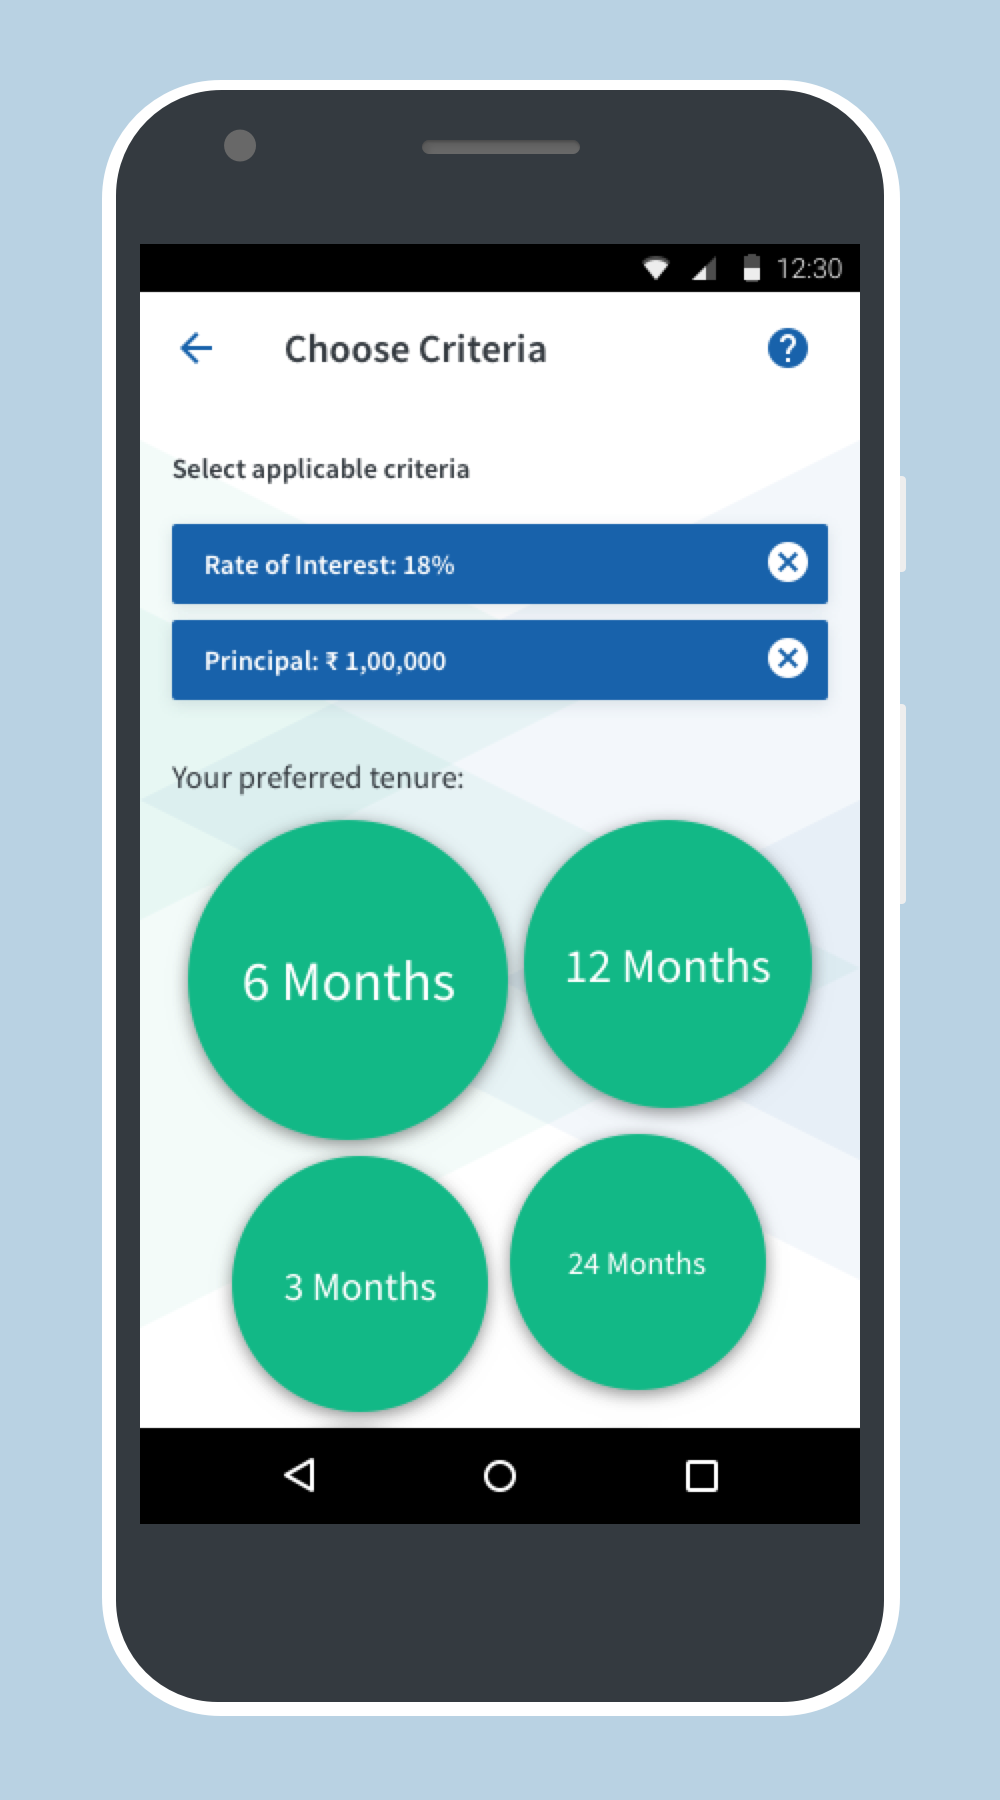 12:30
Choose Criteria
Select applicable criteria
Rate of Interest: 18%
Principal: ₹ 1,00,000
Your preferred tenure:
6 Months
12 Months
3 Months
24 Months